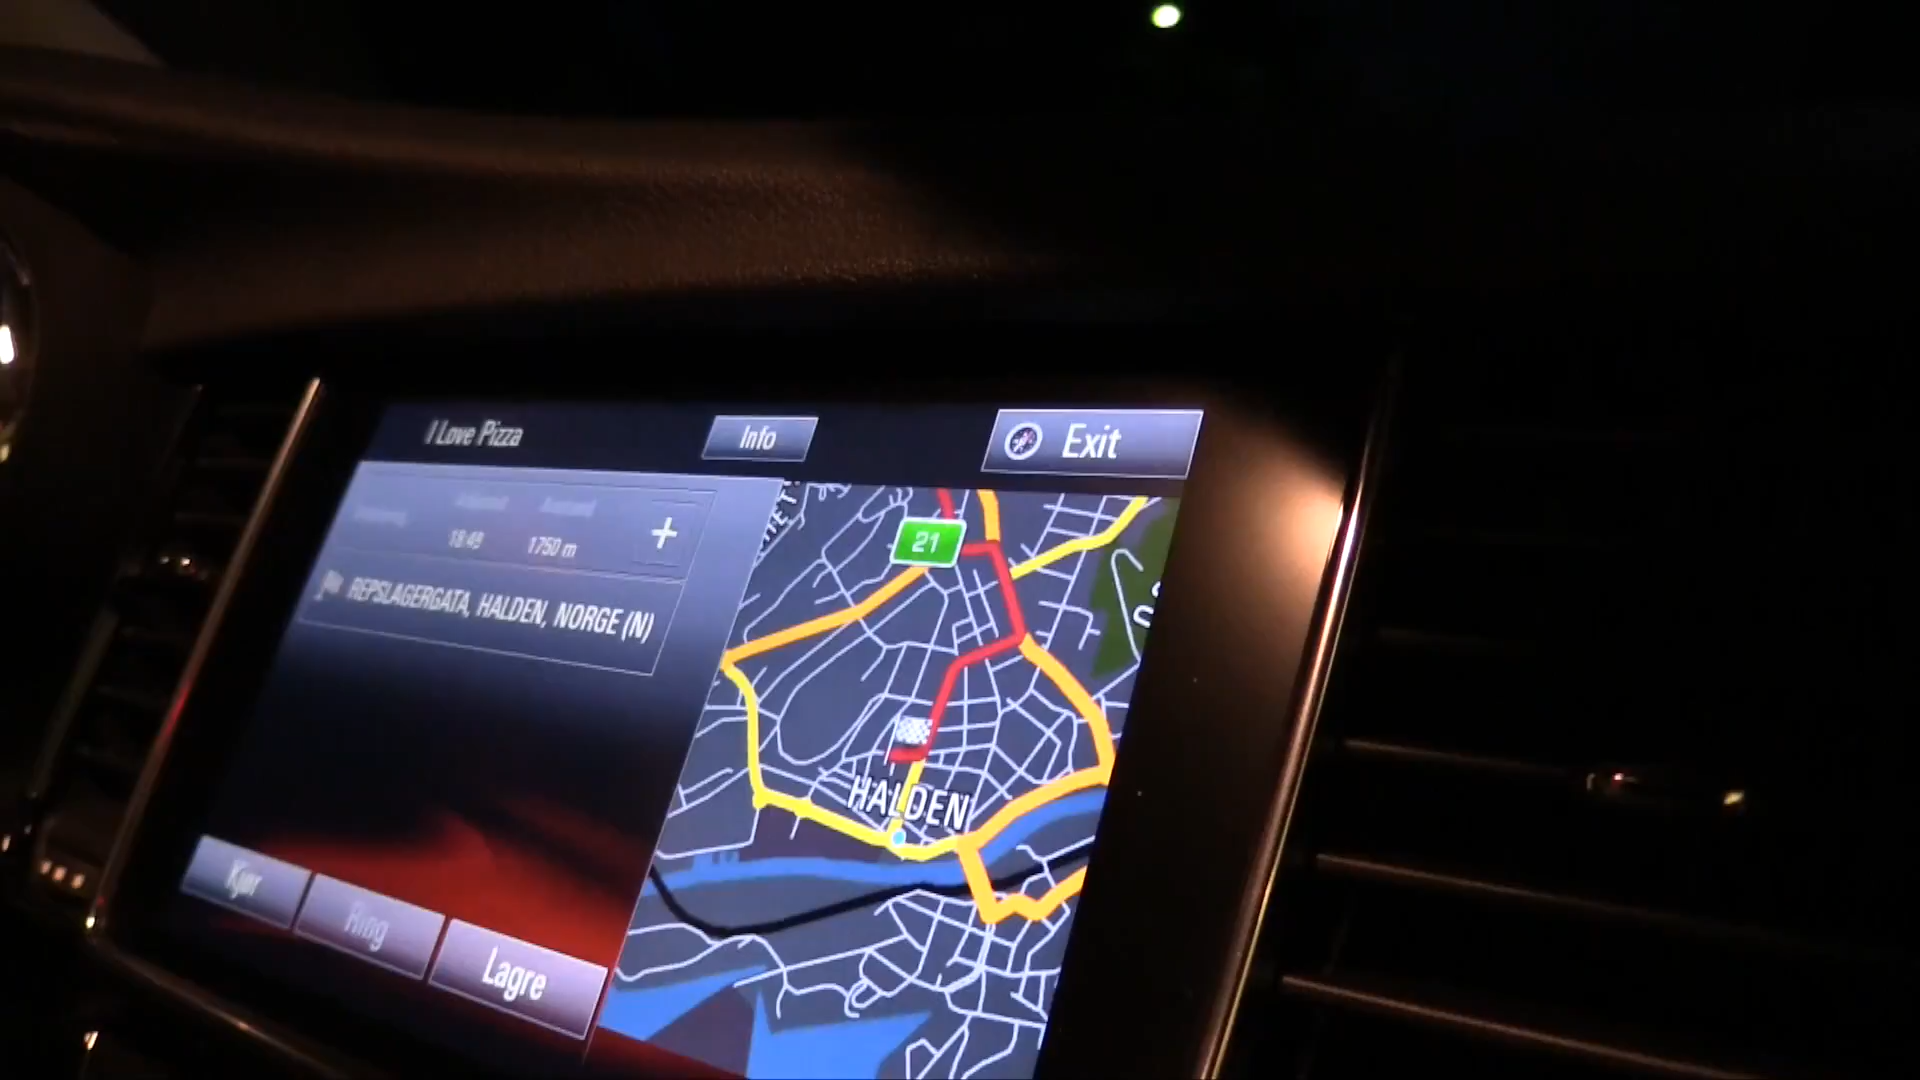 I Love Pizza
Info
Exit
18:49
1750 m
+
REPSLAGERGATA, HALDEN, NORGE (N)
21
HALDEN
Kjør
Ring
Lagre